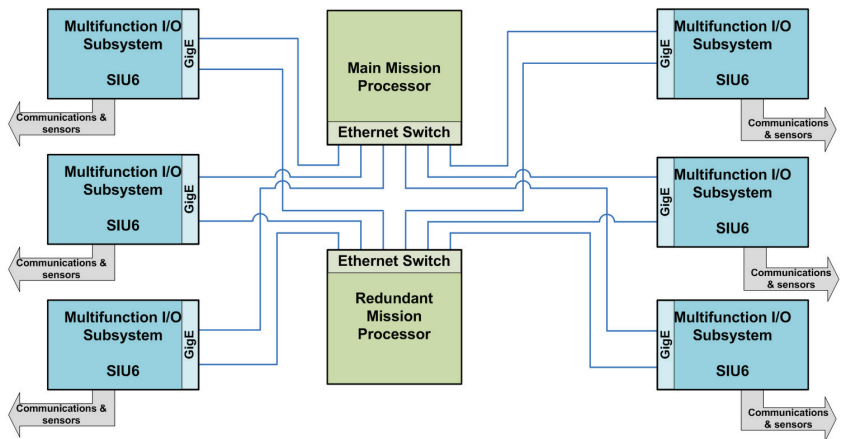 Multifunction I/O
Subsystem
SIU6
GigE
Communications &
sensors
Main Mission
Processor
Ethernet Switch
Multifunction I/O
Subsystem
SIU6
GigE
Communications
& sensors
Multifunction I/O
Subsystem
SIU6
GigE
Communications &
sensors
Multifunction I/O
Subsystem
SIU6
GigE
Communications
& sensors
Ethernet Switch
Redundant
Mission
Processor
Multifunction I/O
Subsystem
SIU6
GigE
Communications &
sensors
Multifunction I/O
Subsystem
SIU6
GigE
Communications
& sensors